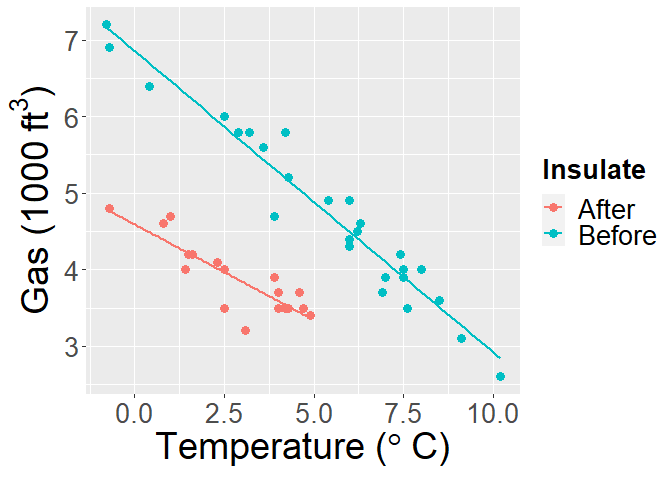 7
6
5
4
3
Gas (1000 ft³)
0.0 2.5 5.0 7.5 10.0
Temperature (° C)
Insulate
After
Before